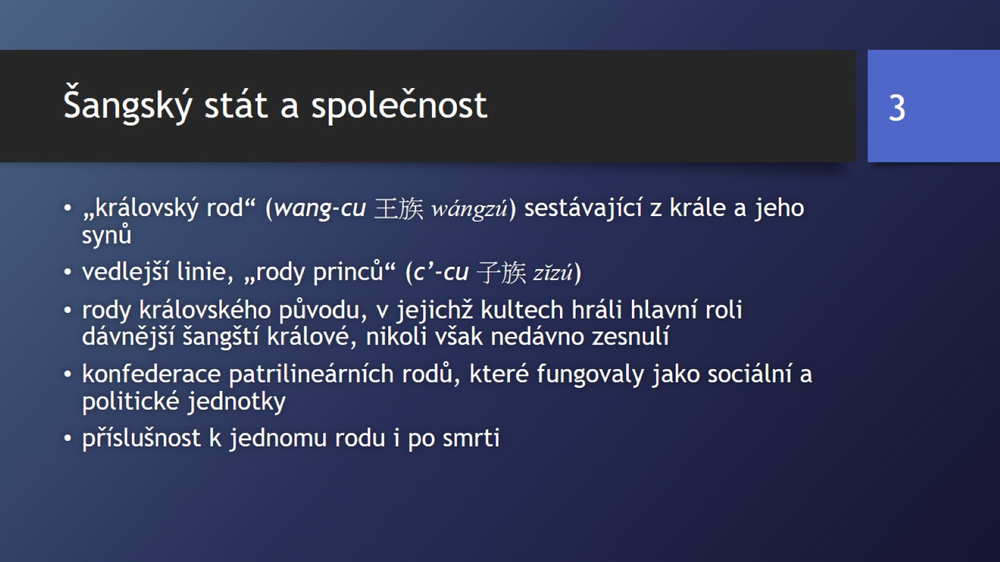 Šangský stát a společnost
3
• „královský rod“ (wang-cu 王族 wángzú) sestávající z krále a jeho
synů
• vedlejší linie, „rody princů“ (c’-cu 子族 zĭzú)
• rody královského původu, v jejichž kultech hráli hlavní roli
dávnější šangští králové, nikoli však nedávno zesnulí
• konfederace patrilineárních rodů, které fungovaly jako sociální a
politické jednotky
• příslušnost k jednomu rodu i po smrti